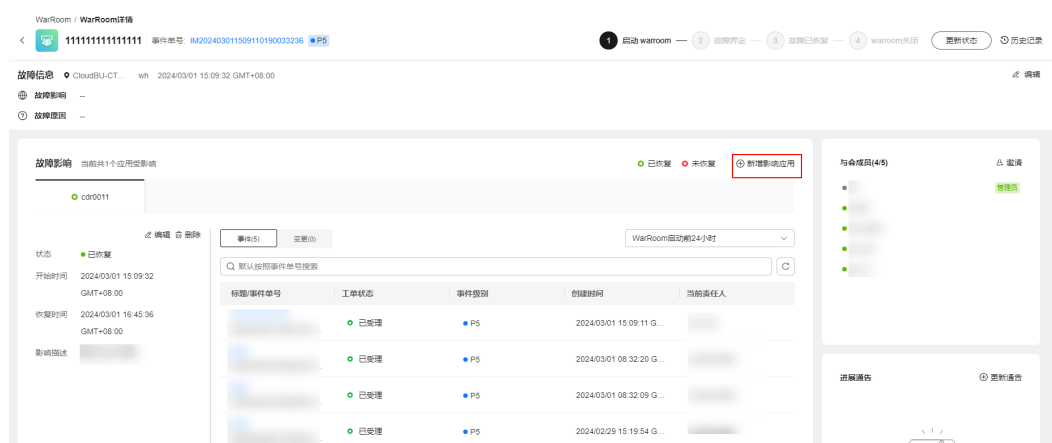 WarRoom / WarRoom详情
111111111111111 事件单号: IM20240301150911019003323​6 P5
1 启动 warroom 2 故障界定 3 故障已恢复 4 warroom关闭 更新状态 历史记录
故障信息 CloudBU-CT... wh 2024/03/01 15:09:32 GMT+08:00 编辑
故障影响 --
故障原因 --
故障影响 当前共1个应用受影响 已恢复 未恢复 新增影响应用
cdr0011
编辑 删除
状态 已恢复
开始时间 2024/03/01 15:09:32
GMT+08:00
恢复时间 2024/03/01 16:45:36
GMT+08:00
影响描述
事件(5) 变更(0) WarRoom启动前24小时
默认按照事件单号搜索
标题/事件单号 工单状态 事件级别 创建时间 当前责任人
已受理 P5 2024/03/01 15:09:11 G...
已受理 P5 2024/03/01 08:32:20 G...
已受理 P5 2024/03/01 08:32:09 G...
已受理 P5 2024/02/29 15:19:54 G...
与会成员(4/5) 邀请
管理员
进展通告 更新通告